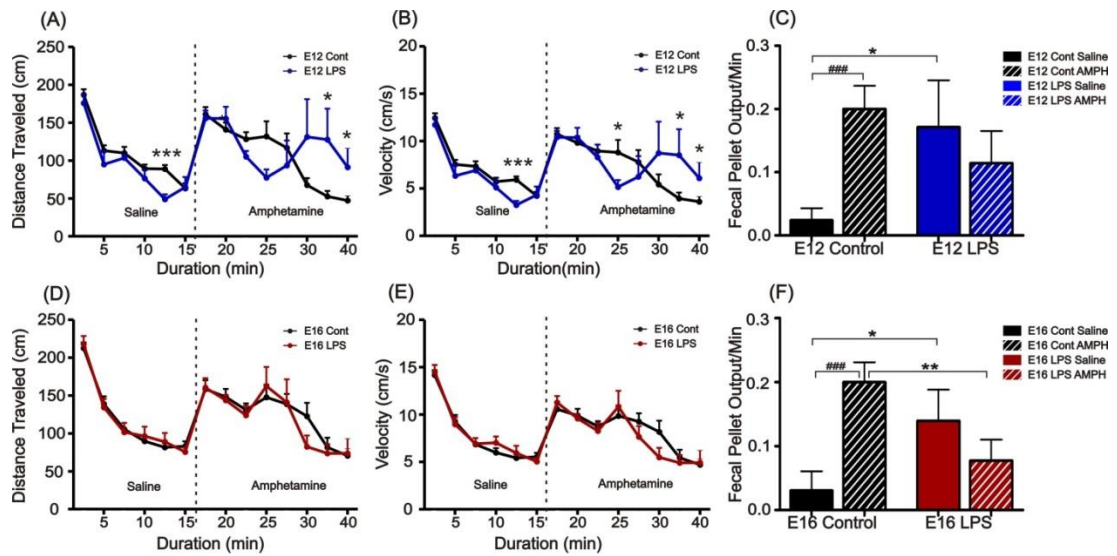 (A)
250
200
150
100
50
0
Distance Traveled (cm)
E12 Cont
E12 LPS
***
*
*
Saline
Amphetamine
5 10 15 20 25 30 35 40
Duration (min)
(B)
20
15
10
5
0
Velocity (cm/s)
E12 Cont
E12 LPS
***
*
*
*
Saline
Amphetamine
5 10 15 20 25 30 35 40
Duration(min)
(C)
0.3
0.2
0.1
0.0
Fecal Pellet Output/Min
*
###
E12 Cont Saline
E12 Cont AMPH
E12 LPS Saline
E12 LPS AMPH
E12 Control E12 LPS
(D)
250
200
150
100
50
0
Distance Traveled (cm)
E16 Cont
E16 LPS
Saline
Amphetamine
5 10 15 20 25 30 35 40
Duration (min)
(E)
20
15
10
5
0
Velocity (cm/s)
E16 Cont
E16 LPS
Saline
Amphetamine
5 10 15 20 25 30 35 40
Duration (min)
(F)
0.3
0.2
0.1
0.0
Fecal Pellet Output/Min
*
###
**
E16 Cont Saline
E16 Cont AMPH
E16 LPS Saline
E16 LPS AMPH
E16 Control E16 LPS